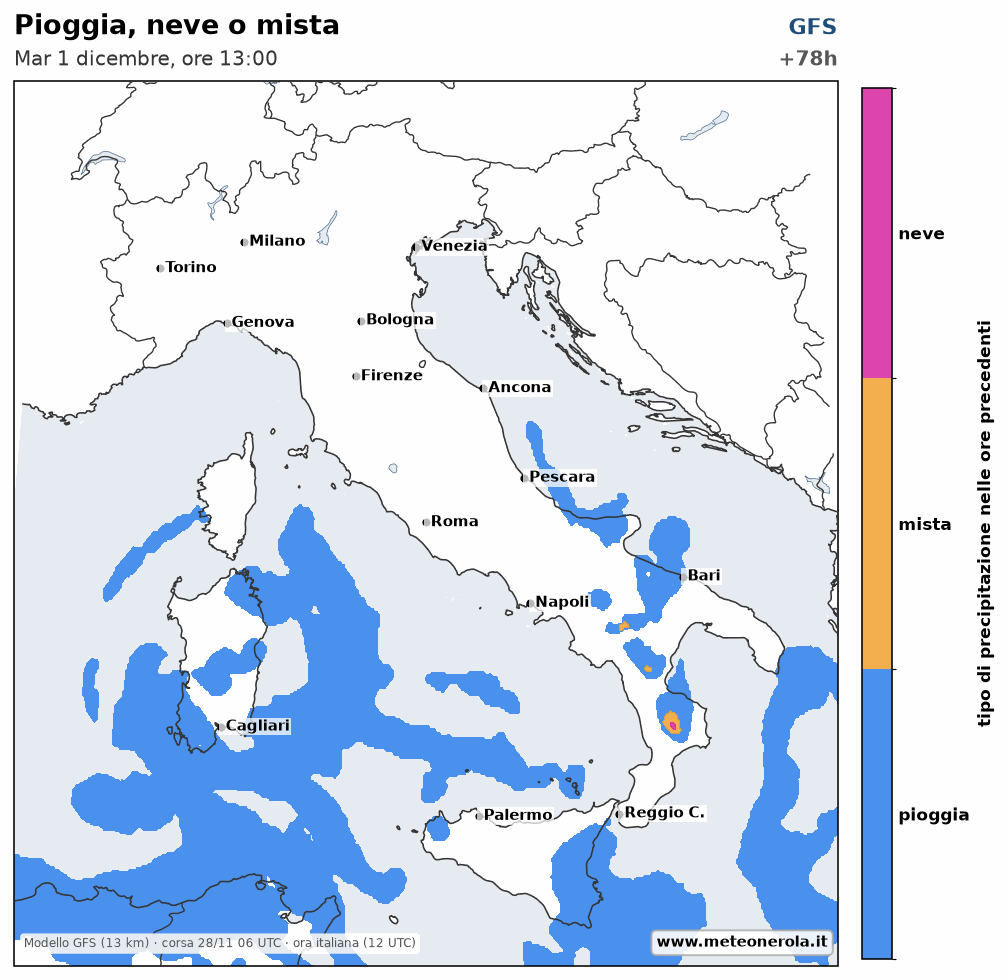 Pioggia, neve o mista
GFS
Mar 1 dicembre, ore 13:00
+78h
Milano
Venezia
Torino
Genova
Bologna
Firenze
Ancona
Pescara
Roma
Bari
Napoli
Cagliari
Palermo
Reggio C.
neve
mista
pioggia
tipo di precipitazione nelle ore precedenti
Modello GFS (13 km) · corsa 28/11 06 UTC · ora italiana (12 UTC)
www.meteonerola.it